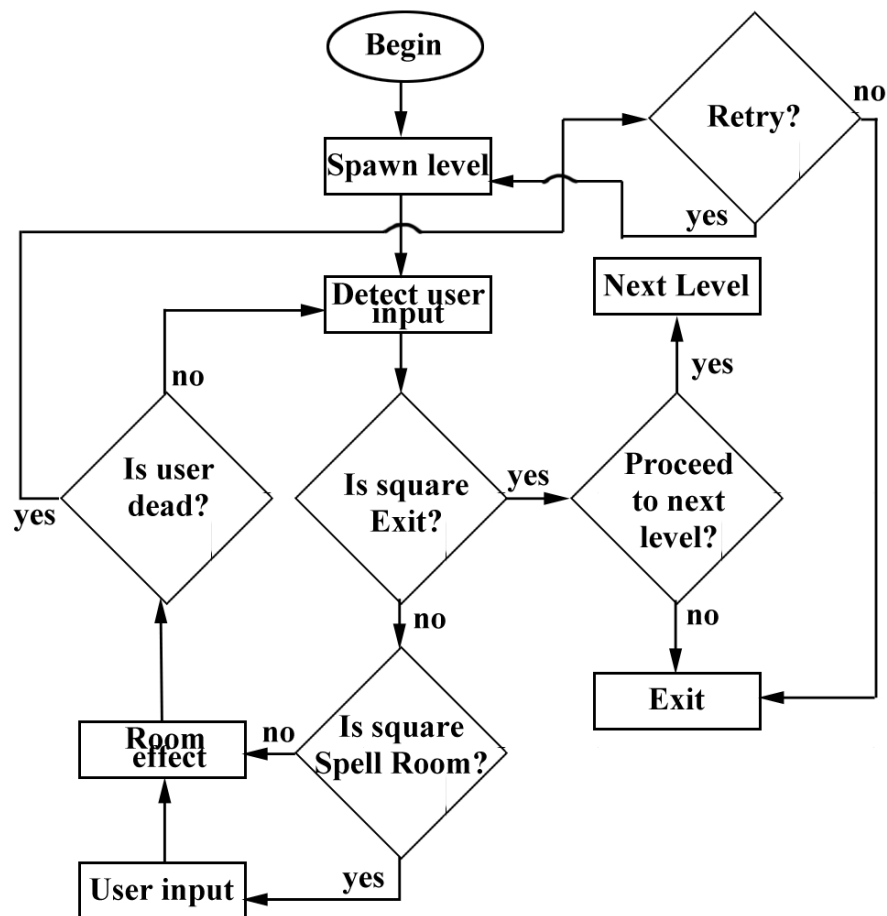 Begin
Retry?
no
Spawn level
yes
Detect user
input
Next Level
no
yes
Is user
dead?
yes
Is square
Exit?
yes
Proceed
to next
level?
no
no
Exit
Room
effect
no
Is square
Spell Room?
yes
User input